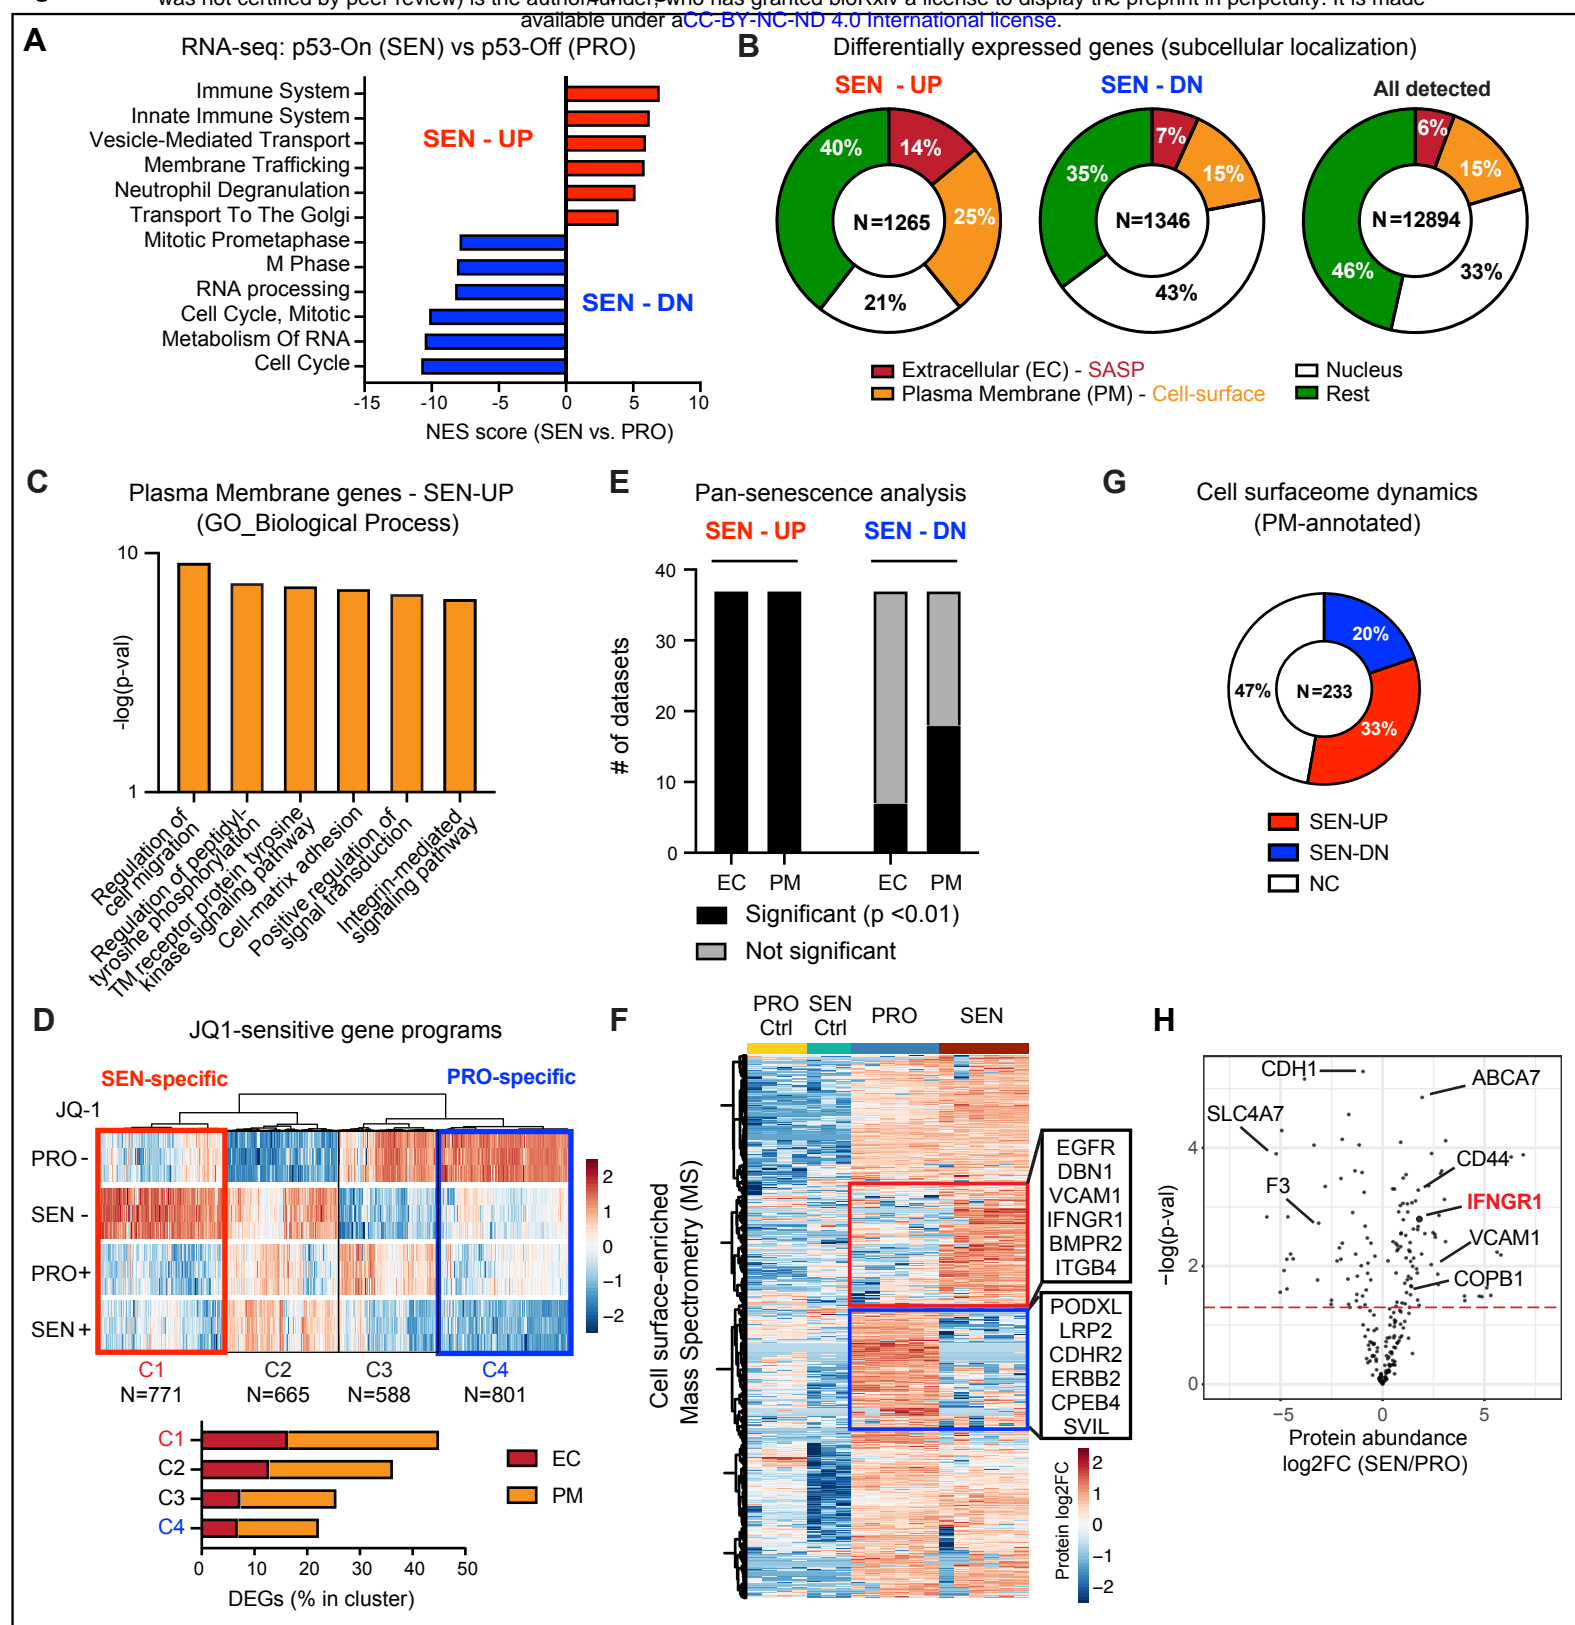 was not certified by peer review) is the author/funder, who has granted bioRxiv a license to display the preprint in perpetuity. It is made
available under aCC-BY-NC-ND 4.0 International license.
A
RNA-seq: p53-On (SEN) vs p53-Off (PRO)
Immune System
Innate Immune System
Vesicle-Mediated Transport
Membrane Trafficking
Neutrophil Degranulation
Transport To The Golgi
Mitotic Prometaphase
M Phase
RNA processing
Cell Cycle, Mitotic
Metabolism Of RNA
Cell Cycle
SEN - UP
SEN - DN
-15 -10 -5 0 5 10
NES score (SEN vs. PRO)
B
Differentially expressed genes (subcellular localization)
SEN - UP
SEN - DN
All detected
40% 14% 25% 21%
N=1265
35% 7% 15% 43%
N=1346
6% 15% 33% 46%
N=12894
Extracellular (EC) - SASP
Plasma Membrane (PM) - Cell-surface
Nucleus
Rest
C
Plasma Membrane genes - SEN-UP
(GO_Biological Process)
10
1
-log(p-val)
Regulation of
cell migration
Regulation of peptidyl-
tyrosine phosphorylation
TM receptor protein tyrosine
kinase signaling pathway
Cell-matrix adhesion
Positive regulation of
signal transduction
Integrin-mediated
signaling pathway
E
Pan-senescence analysis
SEN - UP
SEN - DN
40
30
20
10
0
# of datasets
EC PM EC PM
Significant (p <0.01)
Not significant
G
Cell surfaceome dynamics
(PM-annotated)
20%
47%
N=233
33%
SEN-UP
SEN-DN
NC
D
JQ1-sensitive gene programs
SEN-specific
PRO-specific
JQ-1
PRO -
SEN -
PRO+
SEN +
2
1
0
−1
−2
C1 C2 C3 C4
N=771 N=665 N=588 N=801
C1
C2
C3
C4
EC
PM
0 10 20 30 40 50
DEGs (% in cluster)
F
PRO SEN
Ctrl Ctrl
PRO
SEN
Cell surface-enriched
Mass Spectrometry (MS)
EGFR
DBN1
VCAM1
IFNGR1
BMPR2
ITGB4
PODXL
LRP2
CDHR2
ERBB2
CPEB4
SVIL
Protein log2FC
2
1
0
−1
−2
H
CDH1
ABCA7
SLC4A7
CD44
F3
IFNGR1
VCAM1
COPB1
4
2
0
−log(p-val)
−5 0 5
Protein abundance
log2FC (SEN/PRO)